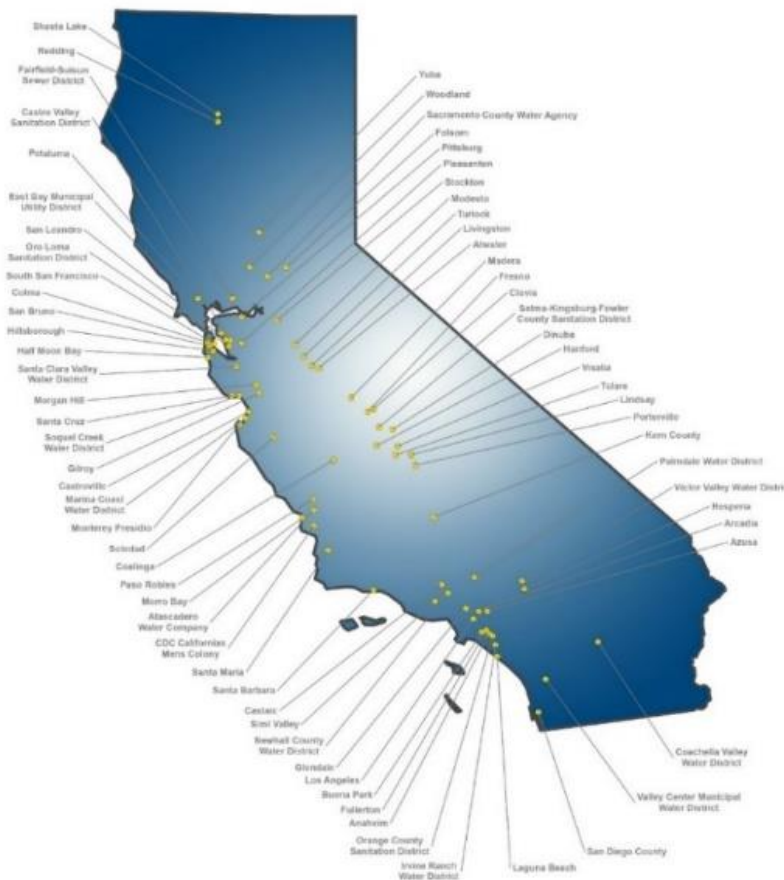 Shasta Lake
Redding
Fairfield-Suisun
Sewer District
Castro Valley
Sanitation District
Petaluma
East Bay Municipal
Utility District
San Leandro
Oro Loma
Sanitation District
South San Francisco
Colma
San Bruno
Hillsborough
Half Moon Bay
Santa Clara Valley
Water District
Morgan Hill
Santa Cruz
Soquel Creek
Water District
Gilroy
Castroville
Marina Coast
Water District
Monterey Presidio
Soledad
Coalinga
Paso Robles
Morro Bay
Atascadero
Water Company
CDC Californias
Mens Colony
Santa Maria
Santa Barbara
Castaic
Simi Valley
Newhall County
Water District
Glendale
Los Angeles
Buena Park
Fullerton
Anaheim
Orange County
Sanitation District
Irvine Ranch
Water District
Laguna Beach
San Diego County
Valley Center Municipal
Water District
Coachella Valley
Water District
Yuba
Woodland
Sacramento County Water Agency
Folsom
Pittsburg
Pleasanton
Stockton
Modesto
Turlock
Livingston
Atwater
Madera
Fresno
Clovis
Selma-Kingsburg-Fowler
County Sanitation District
Dinuba
Hanford
Visalia
Tulare
Lindsay
Porterville
Kern County
Palmdale Water District
Victor Valley Water Distri
Hesperia
Arcadia
Azusa